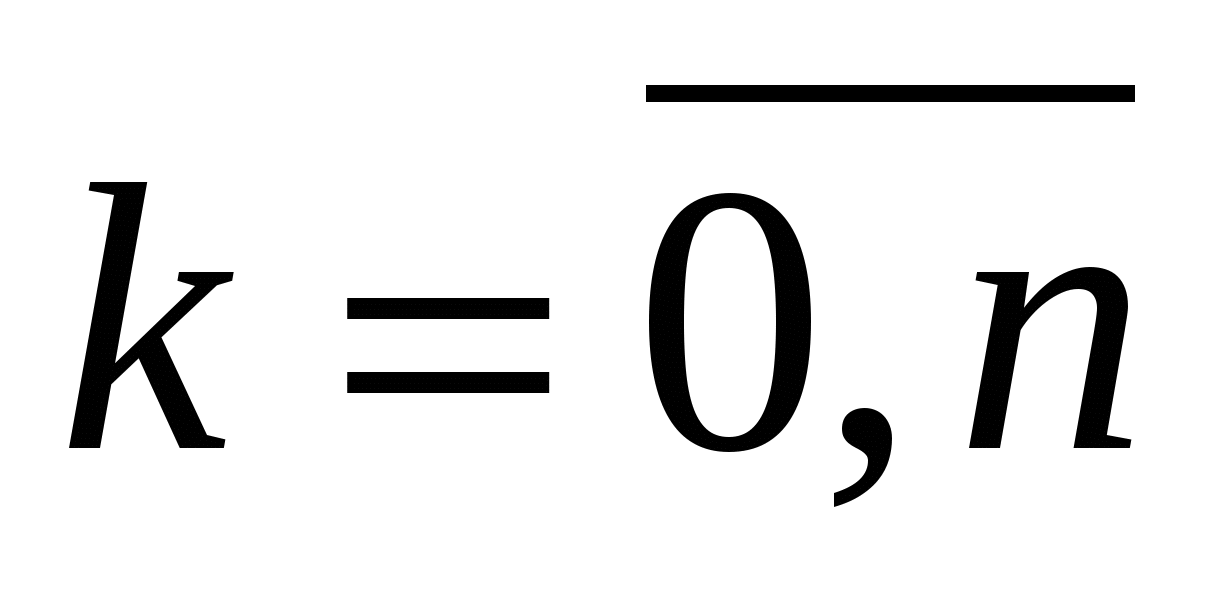 k = \overline{0, n}